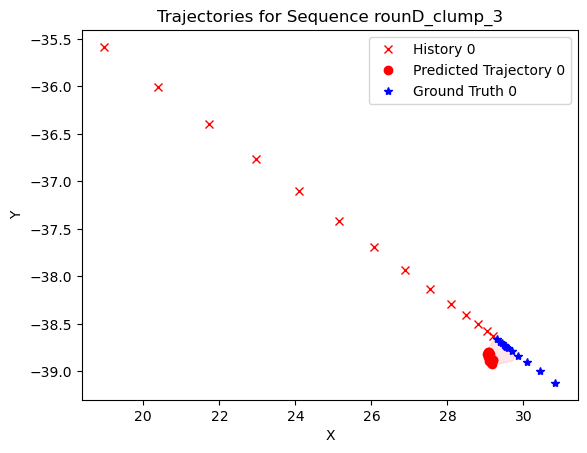 Trajectories for Sequence rounD_clump_3
History 0
Predicted Trajectory 0
Ground Truth 0
−35.5
−36.0
−36.5
−37.0
−37.5
−38.0
−38.5
−39.0
Y
20
22
24
26
28
30
X